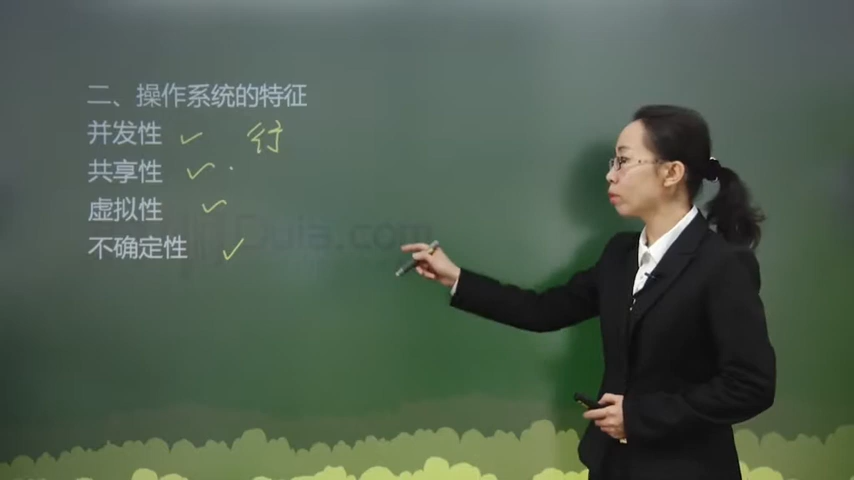 二、操作系统的特征
并发性 ✓ 行
共享性 ✓
虚拟性 ✓
不确定性 ✓